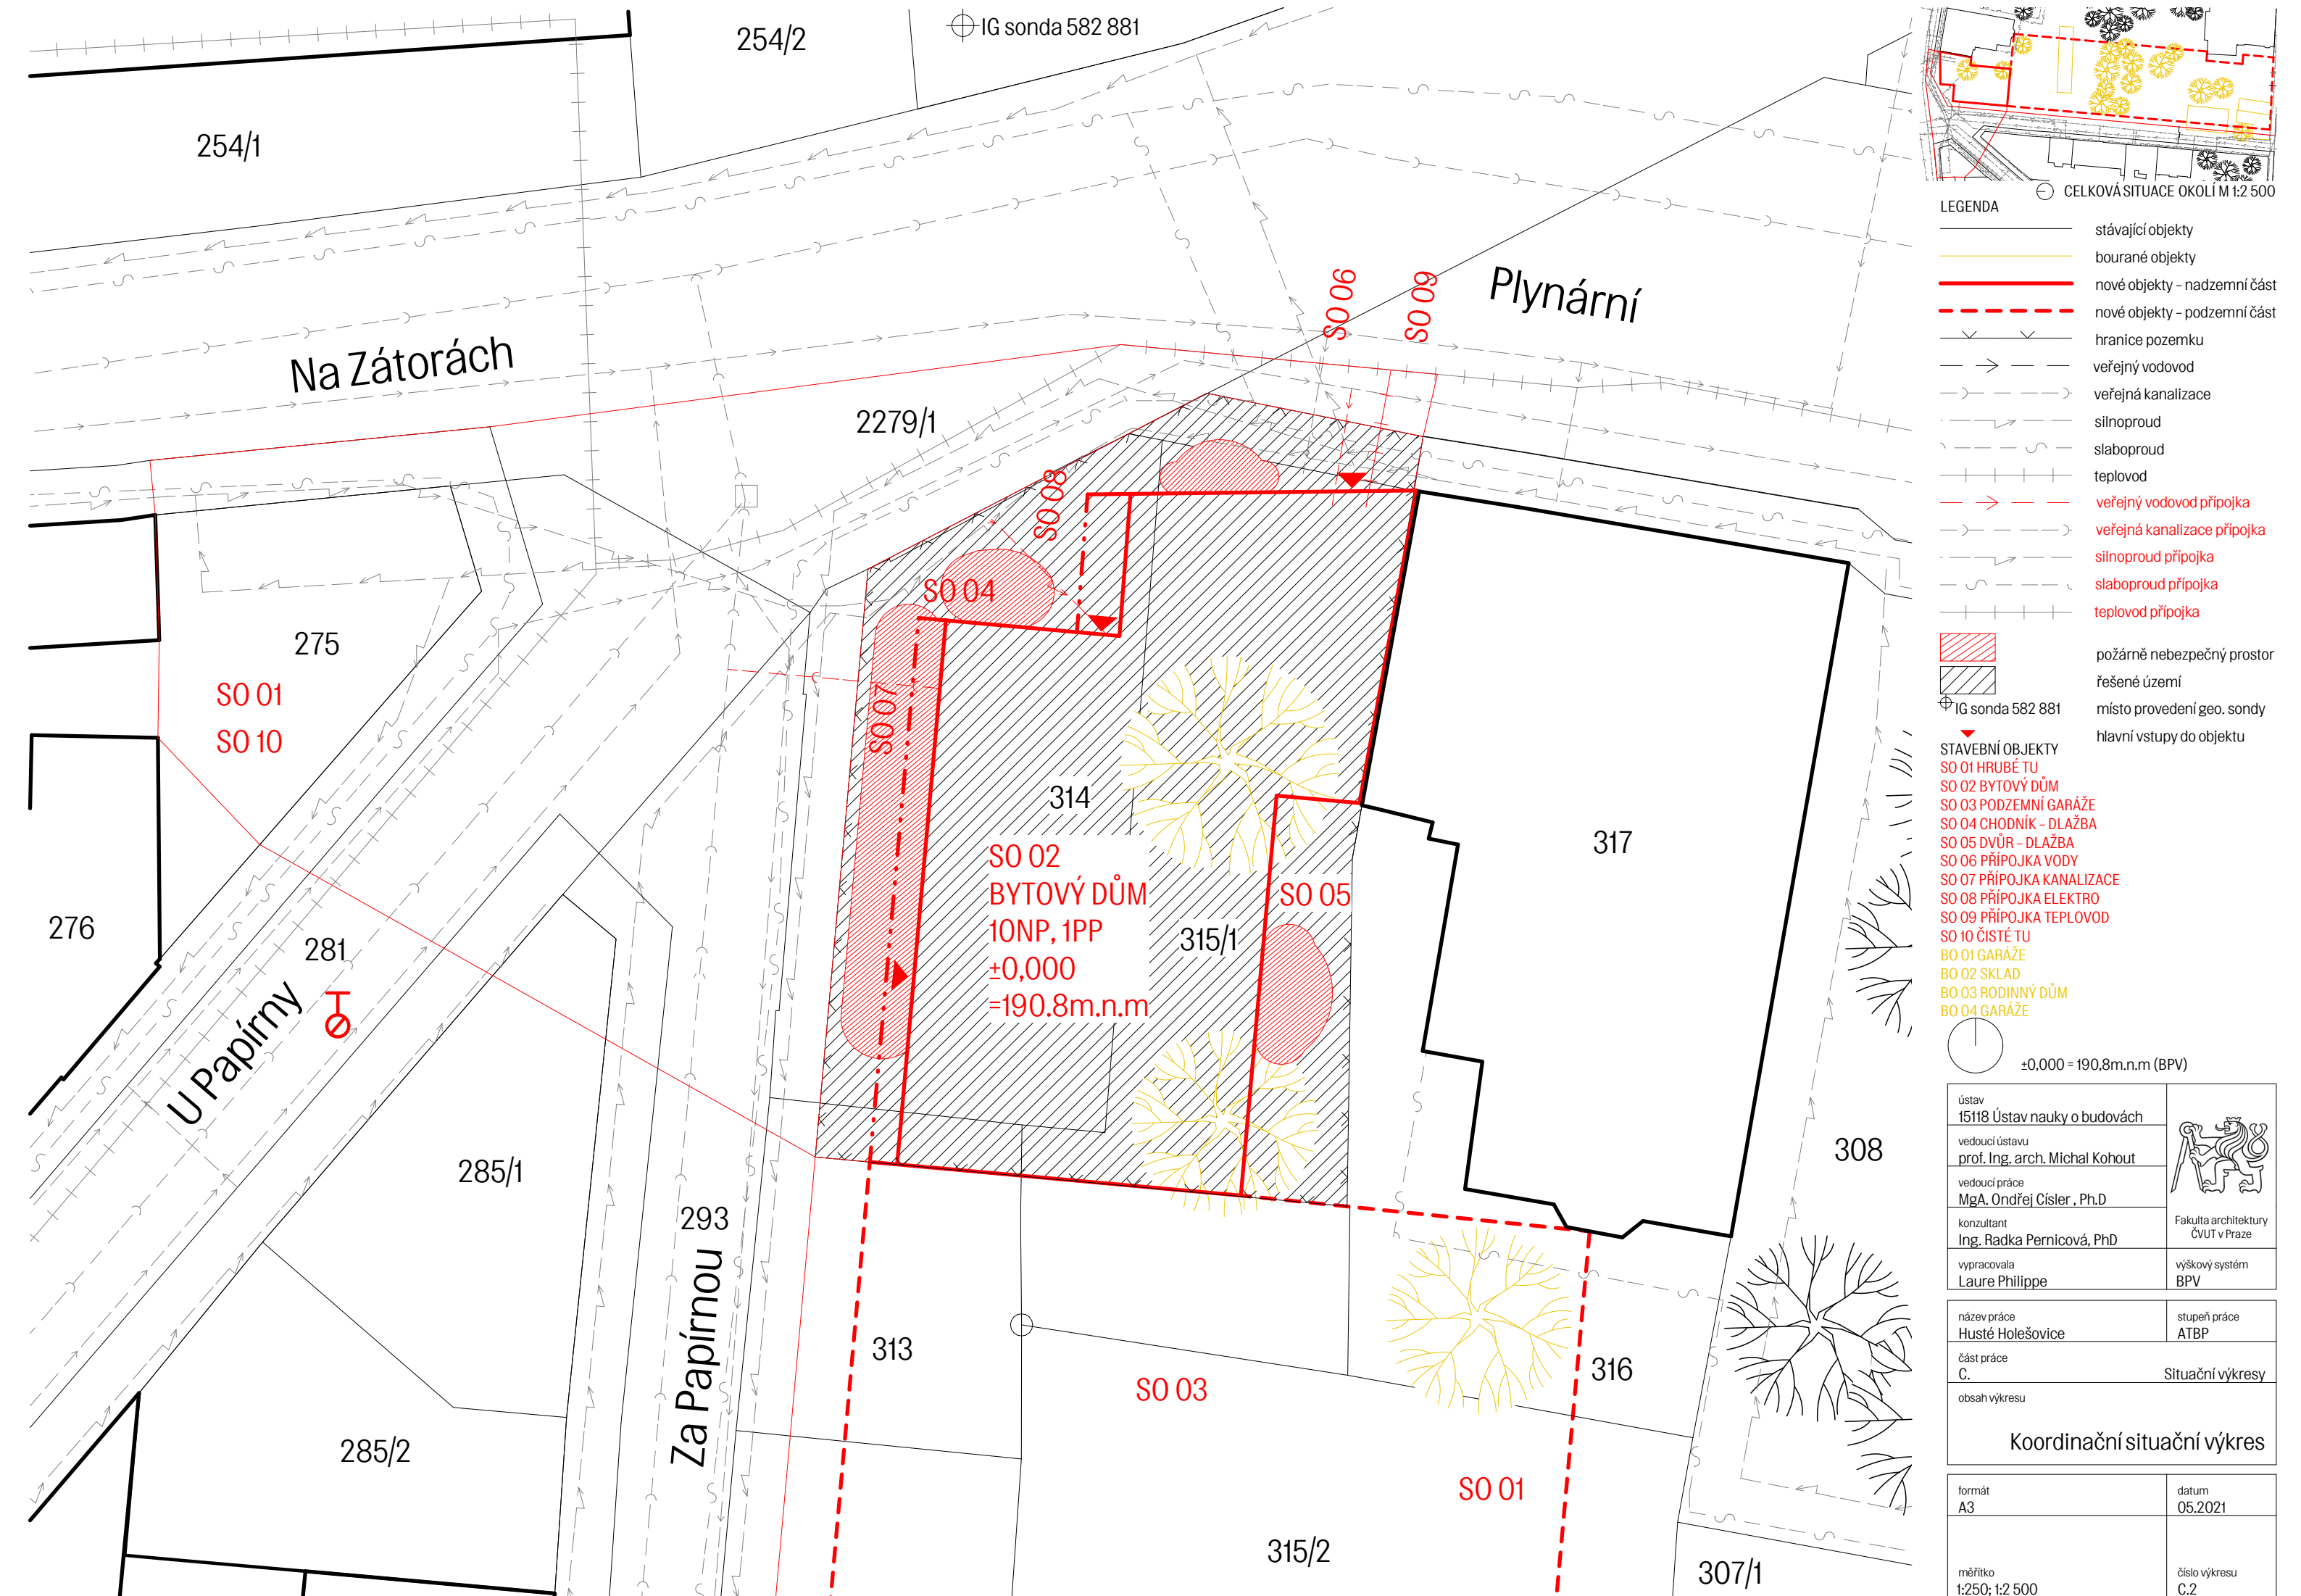 254/2
IG sonda 582 881
254/1
Na Zátorách
2279/1
Plynární
SO 06
SO 09
SO 08
SO 04
SO 07
275
SO 01
SO 10
276
281
U Papírny
285/1
285/2
293
Za Papírnou
314
SO 02
BYTOVÝ DŮM
10NP, 1PP
±0,000
=190.8m.n.m
315/1
SO 05
317
308
313
SO 03
316
SO 01
315/2
307/1
CELKOVÁ SITUACE OKOLÍ M 1:2 500
LEGENDA
stávající objekty
bourané objekty
nové objekty – nadzemní část
nové objekty – podzemní část
hranice pozemku
veřejný vodovod
veřejná kanalizace
silnoproud
slaboproud
teplovod
veřejný vodovod přípojka
veřejná kanalizace přípojka
silnoproud přípojka
slaboproud přípojka
teplovod přípojka
požárně nebezpečný prostor
řešené území
IG sonda 582 881 místo provedení geo. sondy
hlavní vstupy do objektu
STAVEBNÍ OBJEKTY
SO 01 HRUBÉ TU
SO 02 BYTOVÝ DŮM
SO 03 PODZEMNÍ GARÁŽE
SO 04 CHODNÍK – DLAŽBA
SO 05 DVŮR – DLAŽBA
SO 06 PŘÍPOJKA VODY
SO 07 PŘÍPOJKA KANALIZACE
SO 08 PŘÍPOJKA ELEKTRO
SO 09 PŘÍPOJKA TEPLOVOD
SO 10 ČISTÉ TU
BO 01 GARÁŽE
BO 02 SKLAD
BO 03 RODINNÝ DŮM
BO 04 GARÁŽE
±0,000 = 190,8m.n.m (BPV)
ústav
15118 Ústav nauky o budovách
vedoucí ústavu
prof. Ing. arch. Michal Kohout
vedoucí práce
MgA. Ondřej Císler , Ph.D
konzultant
Ing. Radka Pernicová, PhD
Fakulta architektury
ČVUT v Praze
vypracovala
Laure Philippe
výškový systém
BPV
název práce
Husté Holešovice
stupeň práce
ATBP
část práce
C. Situační výkresy
obsah výkresu
Koordinační situační výkres
formát
A3
datum
05.2021
měřítko
1:250; 1:2 500
číslo výkresu
C.2